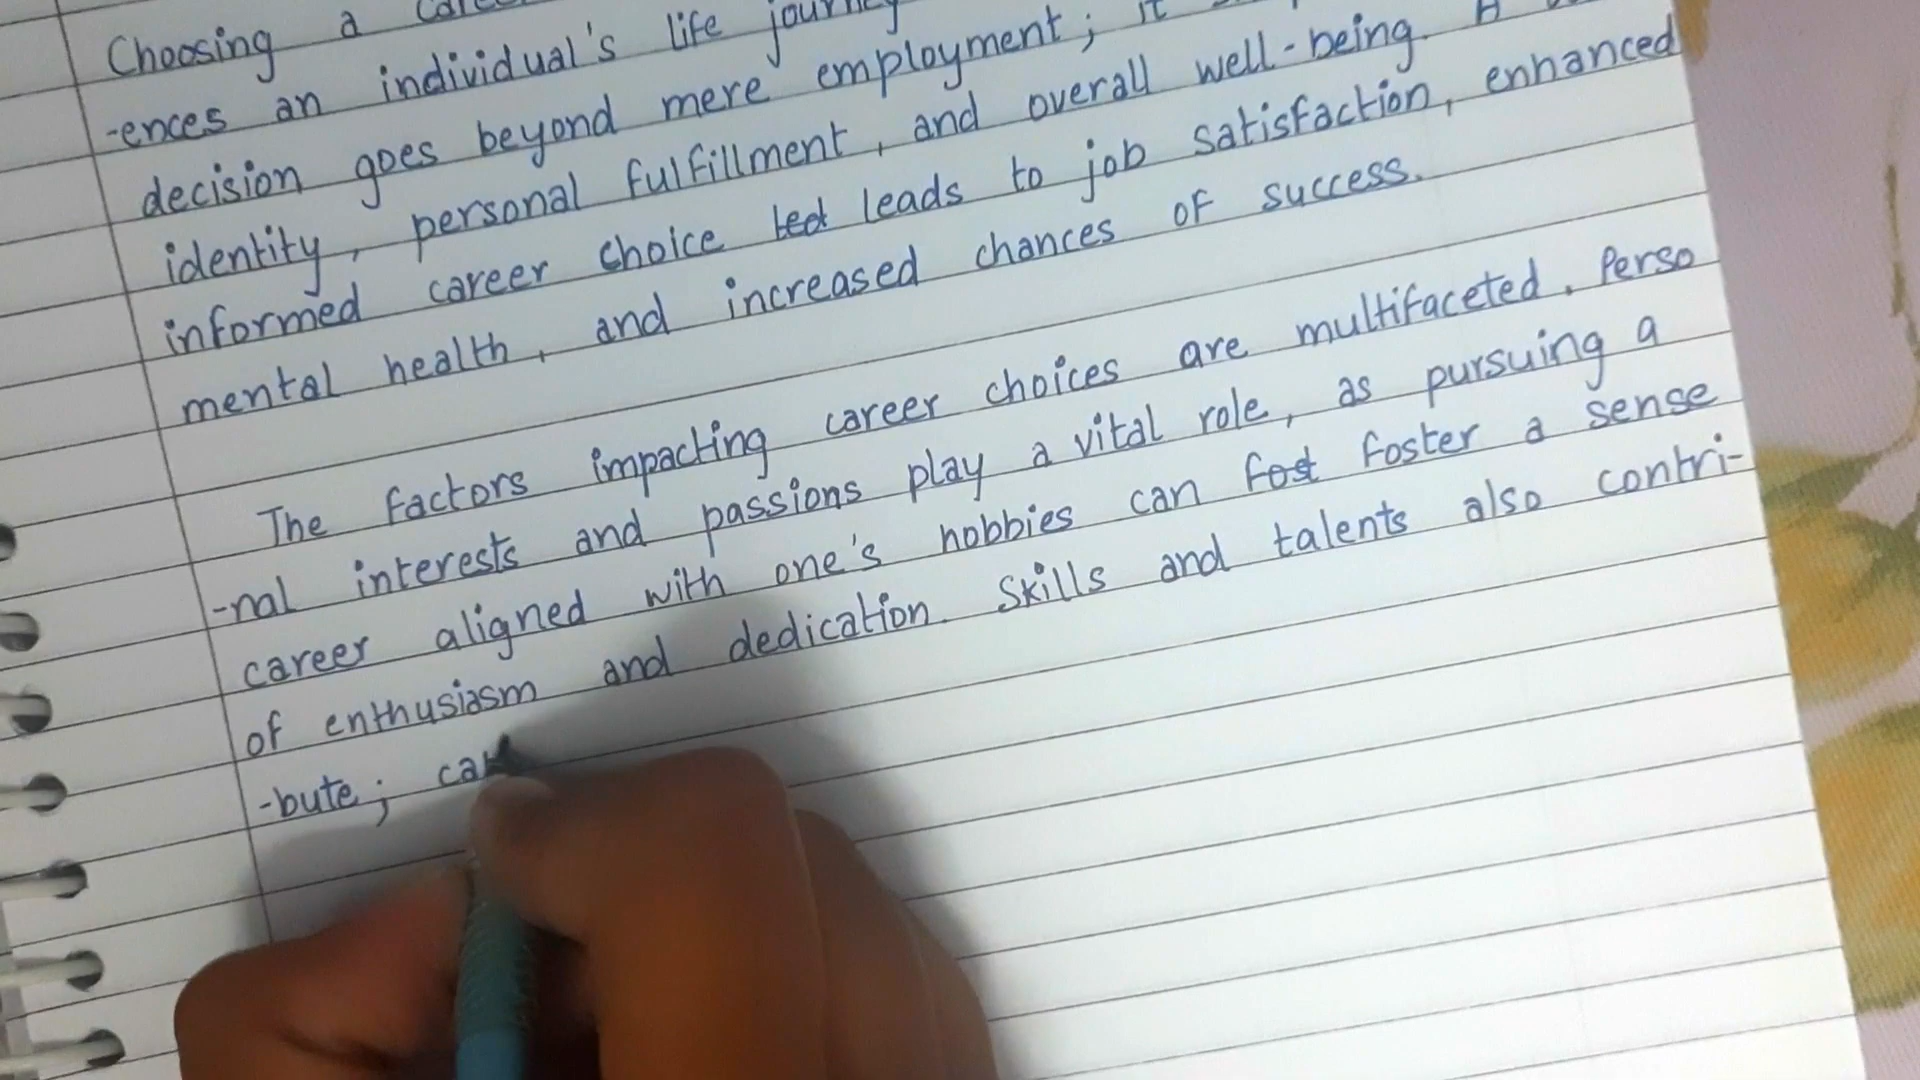 Choosing a
-ences an individual's life journey
decision goes beyond mere employment; it
identity, personal fulfillment, and overall well-being. A
informed career choice led leads to job satisfaction, enhanced
mental health, and increased chances of success.
The factors impacting career choices are multifaceted. Perso
-nal interests and passions play a vital role, as pursuing a
career aligned with one's hobbies can fost foster a sense
of enthusiasm and dedication. Skills and talents also contri-
-bute;